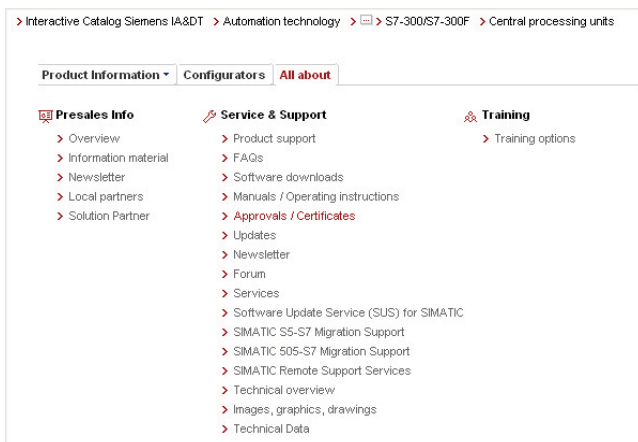 Interactive Catalog Siemens IA&DT > Automation technology > ... > S7-300/S7-300F > Central processing units
Product Information Configurators All about
Presales Info
Overview
Information material
Newsletter
Local partners
Solution Partner
Service & Support
Product support
FAQs
Software downloads
Manuals / Operating instructions
Approvals / Certificates
Updates
Newsletter
Forum
Services
Software Update Service (SUS) for SIMATIC
SIMATIC S5-S7 Migration Support
SIMATIC 505-S7 Migration Support
SIMATIC Remote Support Services
Technical overview
Images, graphics, drawings
Technical Data
Training
Training options